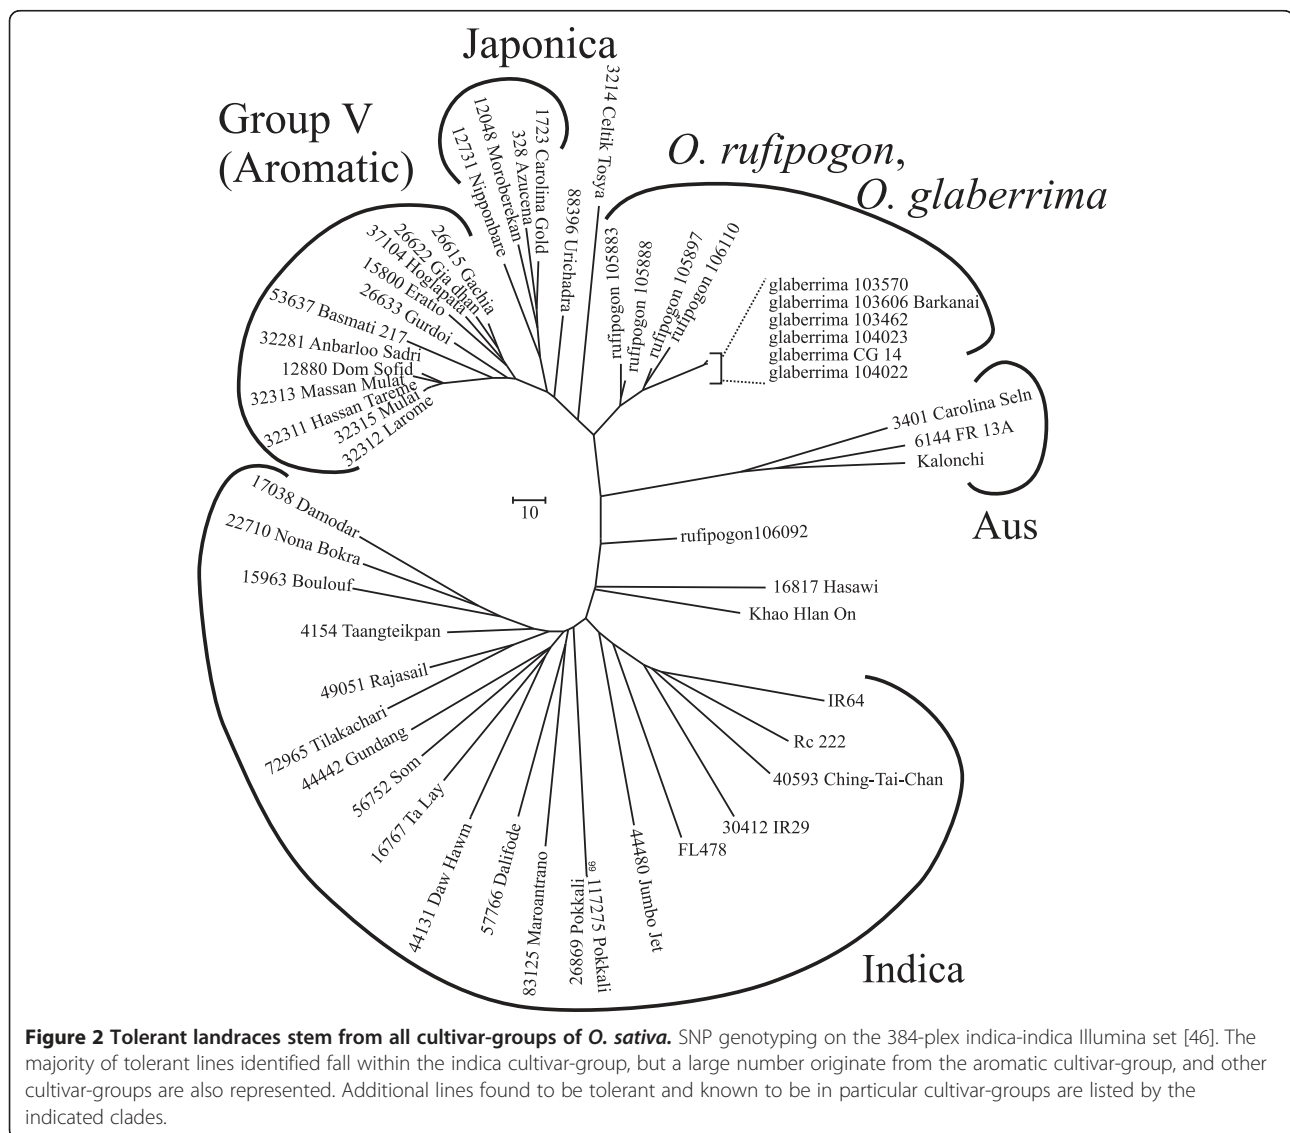 Japonica
Group V
(Aromatic)
O. rufipogon,
O. glaberrima
12731 Nipponbare
12048 Moroberekan
328 Azucena
1723 Carolina Gold
88396 Urichadra
3214 Celtik Tosya
rufipogon 105883
rufipogon 105888
rufipogon 105897
rufipogon 106110
glaberrima 103570
glaberrima 103606 Barkanai
glaberrima 103462
glaberrima 104023
glaberrima CG 14
glaberrima 104022
26615 Gachia
26622 Gja dhan
37104 Hoglapata
15800 Eratio
26633 Gurdoi
53637 Basmati 217
32281 Anbarloo Sadri
12880 Dom Sofid
32313 Massan Mulat
32311 Hassan Tareme
32315 Mulai
32312 Larome
3401 Carolina Seln
6144 FR 13A
Kalonchi
Aus
10
rufipogon106092
16817 Hasawi
Khao Hlan On
17038 Damodar
22710 Nona Bokra
15963 Boulouf
4154 Taangteikpan
49051 Rajasail
72965 Tilakachari
44442 Gundang
56752 Som
16767 Ta Lay
44131 Daw Hawm
57766 Dalifode
83125 Maroantrano
26869 Pokkali
117275 Pokkali
99
44480 Jumbo Jet
FL478
30412 IR29
40593 Ching-Tai-Chan
Rc 222
IR64
Indica
Figure 2 Tolerant landraces stem from all cultivar-groups of O. sativa. SNP genotyping on the 384-plex indica-indica Illumina set [46]. The
majority of tolerant lines identified fall within the indica cultivar-group, but a large number originate from the aromatic cultivar-group, and other
cultivar-groups are also represented. Additional lines found to be tolerant and known to be in particular cultivar-groups are listed by the
indicated clades.